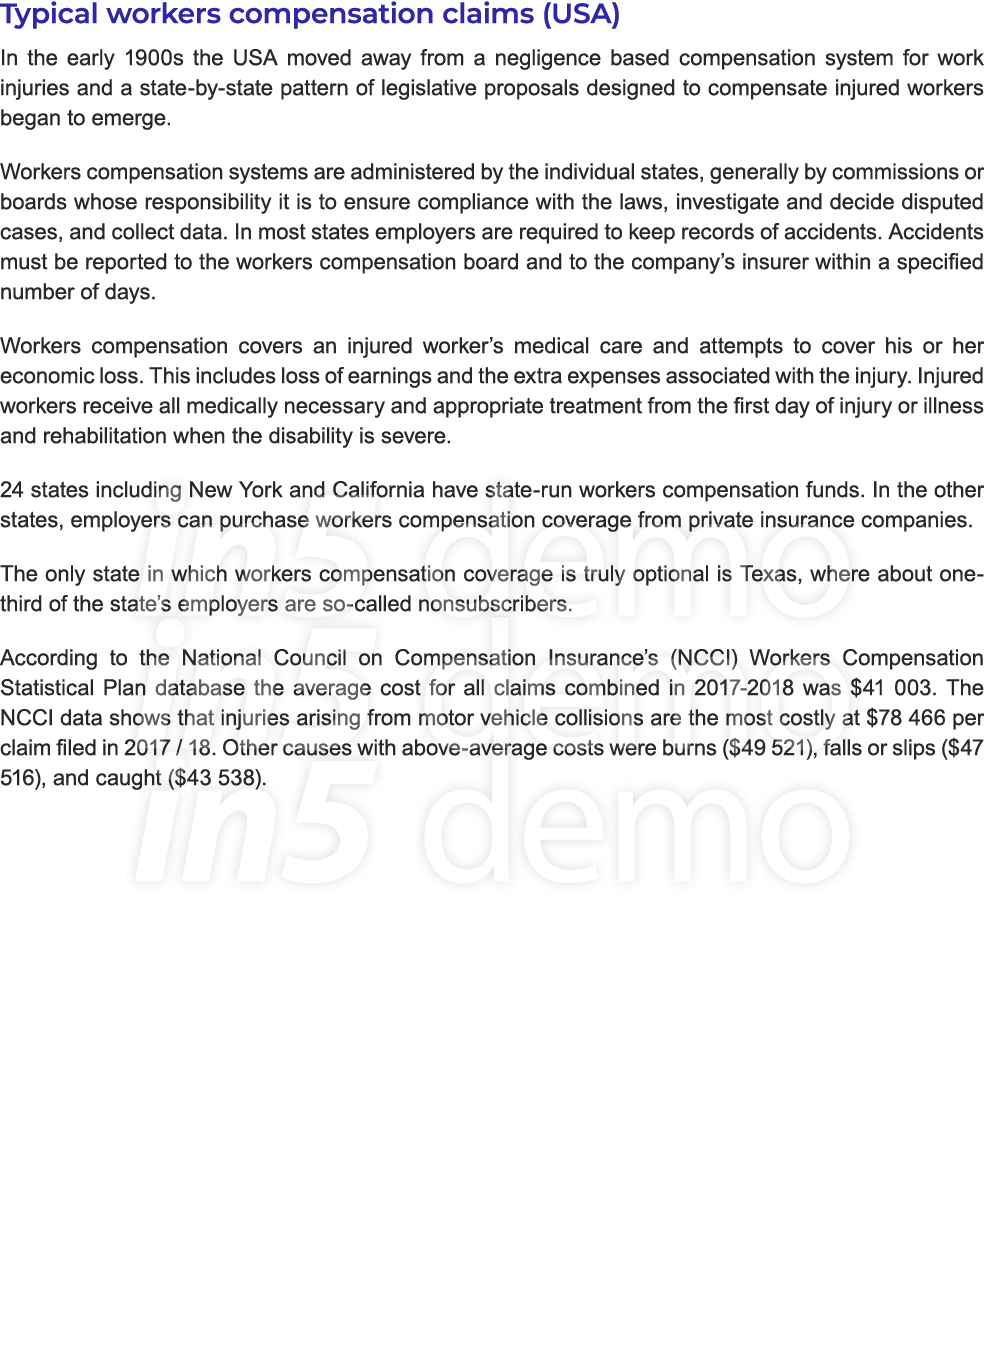 Typical workers compensation claims (USA)
In the early 1900s the USA moved away from a negligence based compensation system for work
injuries and a state-by-state pattern of legislative proposals designed to compensate injured workers
began to emerge.
Workers compensation systems are administered by the individual states, generally by commissions or
boards whose responsibility it is to ensure compliance with the laws, investigate and decide disputed
cases, and collect data. In most states employers are required to keep records of accidents. Accidents
must be reported to the workers compensation board and to the company’s insurer within a specified
number of days.
Workers compensation covers an injured worker’s medical care and attempts to cover his or her
economic loss. This includes loss of earnings and the extra expenses associated with the injury. Injured
workers receive all medically necessary and appropriate treatment from the first day of injury or illness
and rehabilitation when the disability is severe.
24 states including New York and California have state-run workers compensation funds. In the other
states, employers can purchase workers compensation coverage from private insurance companies.
in5 demo
The only state in which workers compensation coverage is truly optional is Texas, where about one-
third of the state’s employers are so-called nonsubscribers.
According to the National Council on Compensation Insurance’s (NCCI) Workers Compensation
Statistical Plan database the average cost for all claims combined in 2017-2018 was $41 003. The
in5 demo
NCCI data shows that injuries arising from motor vehicle collisions are the most costly at $78 466 per
claim filed in 2017 / 18. Other causes with above-average costs were burns ($49 521), falls or slips ($47
516), and caught ($43 538).
in5 demo